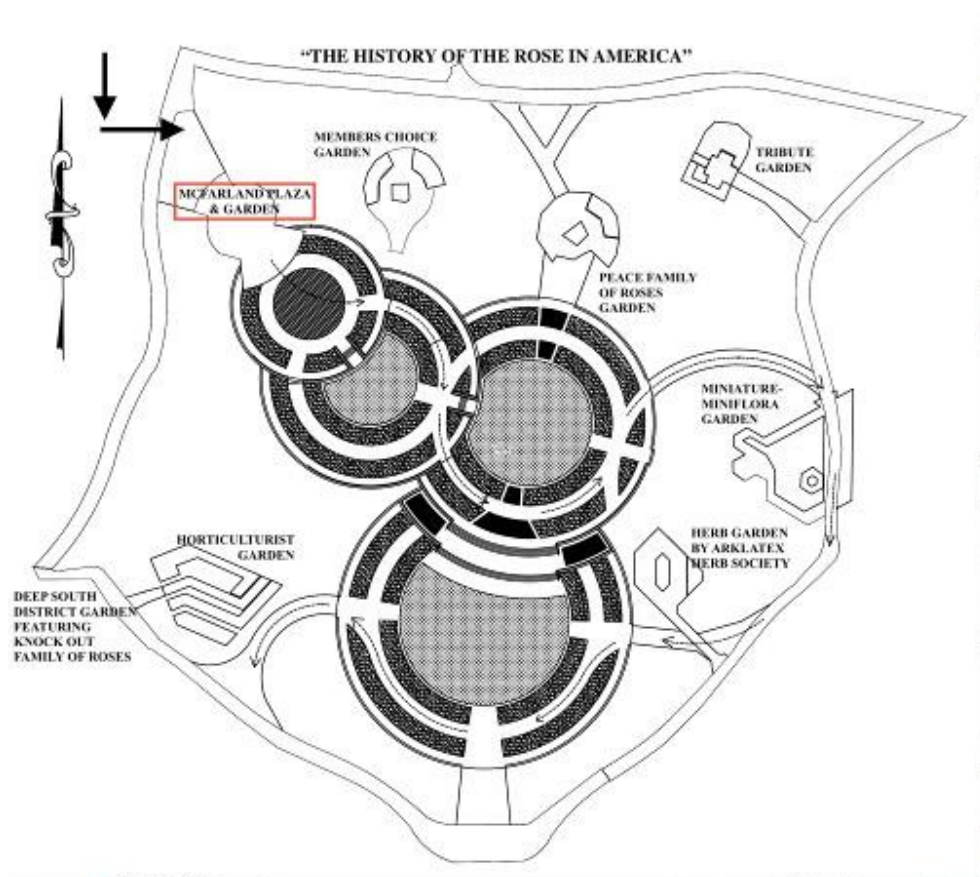 “THE HISTORY OF THE ROSE IN AMERICA”
MEMBERS CHOICE
GARDEN
TRIBUTE
GARDEN
MCFARLAND PLAZA
& GARDEN
PEACE FAMILY
OF ROSES
GARDEN
MINIATURE-
MINIFLORA
GARDEN
HORTICULTURIST
GARDEN
HERB GARDEN
BY ARKLATEX
HERB SOCIETY
DEEP SOUTH
DISTRICT GARDEN
FEATURING
KNOCK OUT
FAMILY OF ROSES